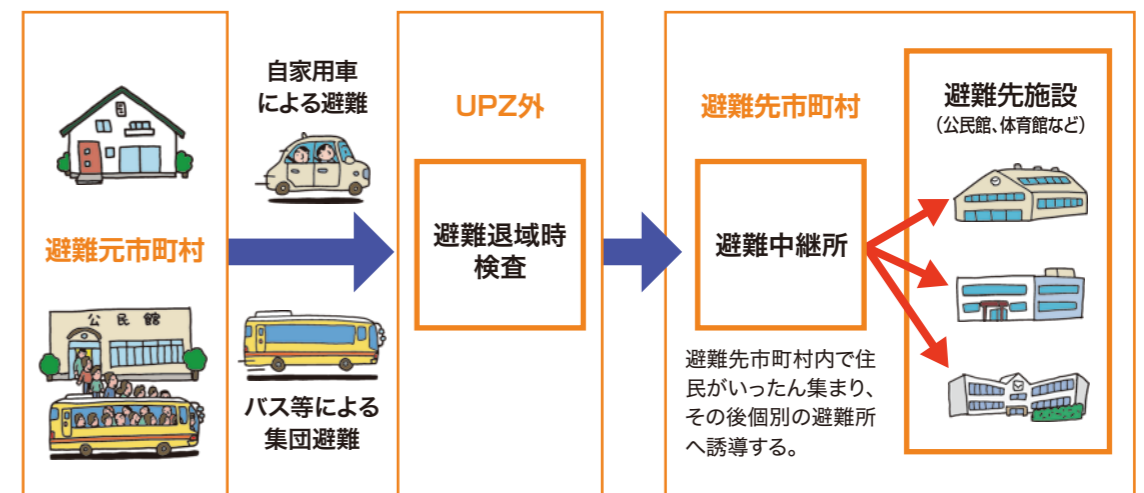 避難元市町村
公民館
自家用車
による避難
バス等による
集団避難
UPZ外
避難退域時
検査
避難先市町村
避難中継所
避難先市町村内で住
民がいったん集まり、
その後個別の避難所
へ誘導する。
避難先施設
（公民館、体育館など）